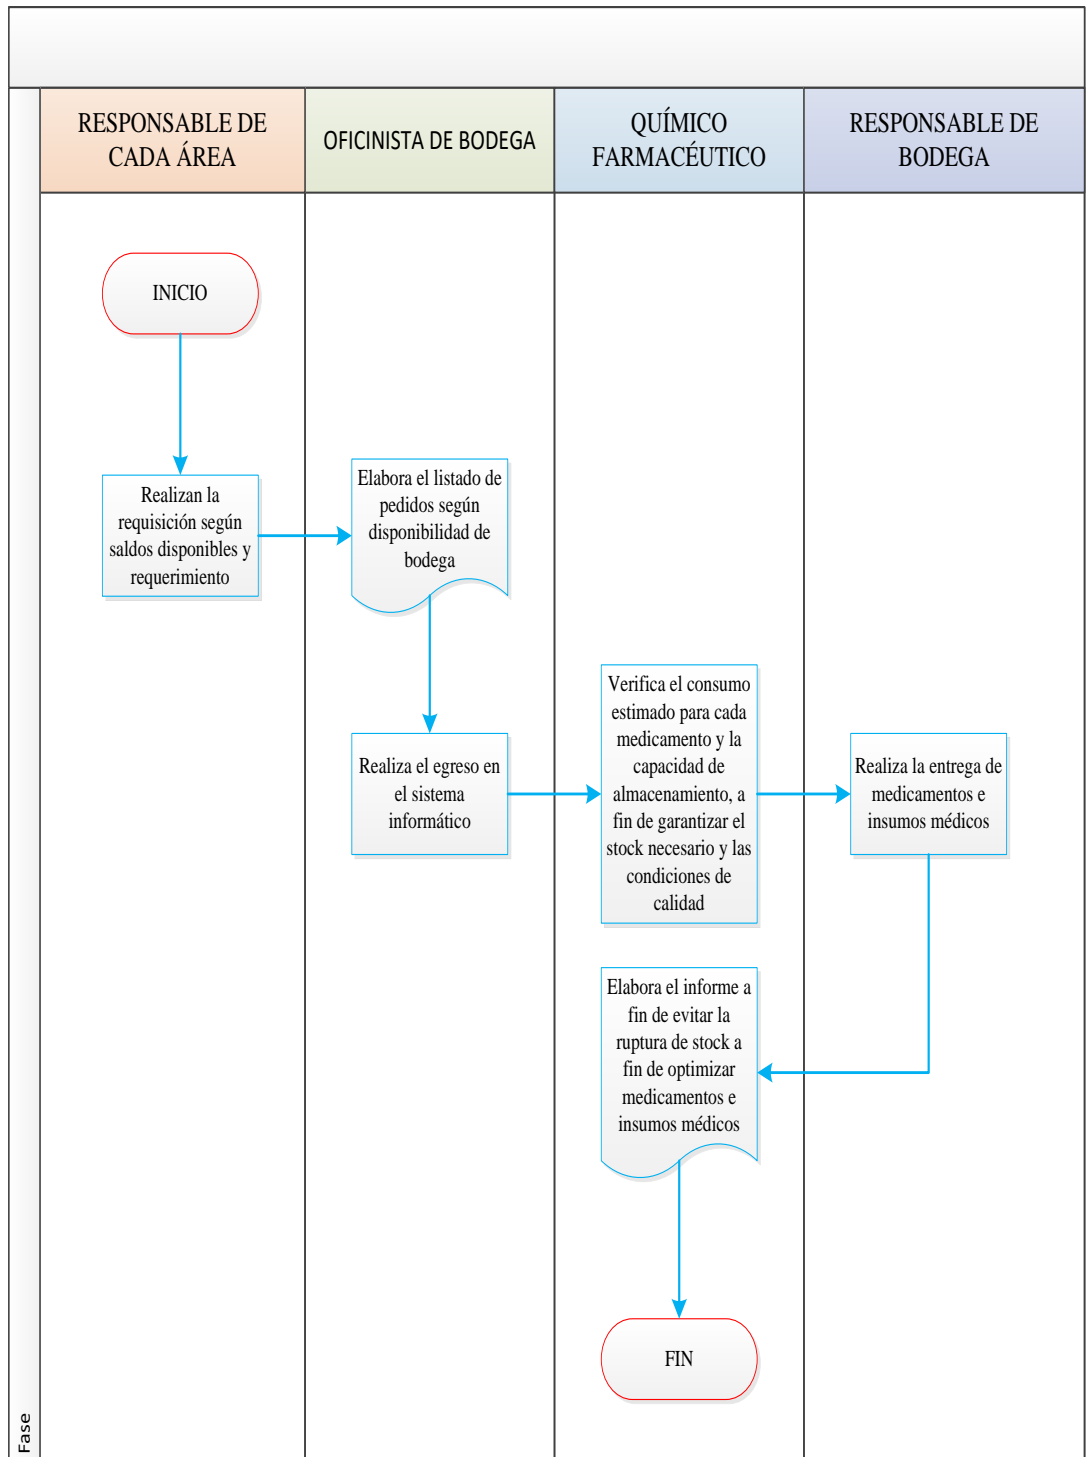 RESPONSABLE DE
CADA ÁREA
OFICINISTA DE BODEGA
QUÍMICO
FARMACÉUTICO
RESPONSABLE DE
BODEGA
INICIO
Realizan la
requisición según
saldos disponibles y
requerimiento
Elabora el listado de
pedidos según
disponibilidad de
bodega
Realiza el egreso en
el sistema
informático
Verifica el consumo
estimado para cada
medicamento y la
capacidad de
almacenamiento, a
fin de garantizar el
stock necesario y las
condiciones de
calidad
Realiza la entrega de
medicamentos e
insumos médicos
Elabora el informe a
fin de evitar la
ruptura de stock a
fin de optimizar
medicamentos e
insumos médicos
FIN
Fase